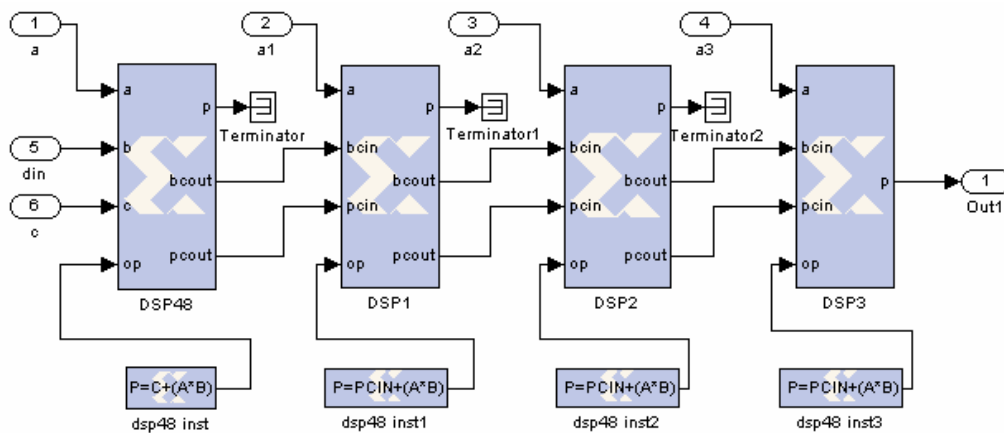 1
a
2
a1
3
a2
4
a3
5
din
6
c
a
b
c
op
p
bcout
pcout
DSP48
Terminator
a
bcin
pcin
op
p
bcout
pcout
DSP1
Terminator1
a
bcin
pcin
op
p
bcout
pcout
DSP2
Terminator2
a
bcin
pcin
op
p
DSP3
1
Out1
P=C+(A*B)
dsp48 inst
P=PCIN+(A*B)
dsp48 inst1
P=PCIN+(A*B)
dsp48 inst2
P=PCIN+(A*B)
dsp48 inst3